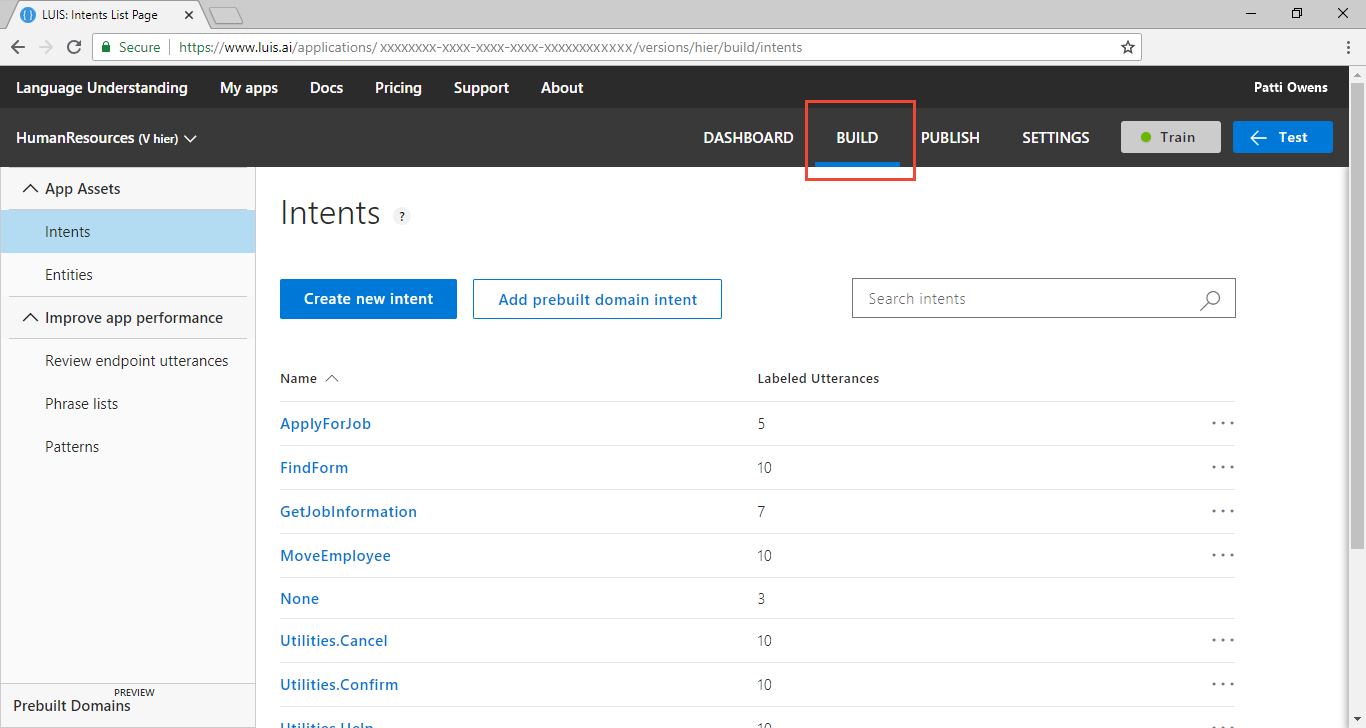 LUIS: Intents List Page
Secure https://www.luis.ai/applications/ xxxxxxxx-xxxx-xxxx-xxxx-xxxxxxxxxxxx/versions/hier/build/intents
Language Understanding My apps Docs Pricing Support About Patti Owens
HumanResources (V hier) DASHBOARD BUILD PUBLISH SETTINGS Train Test
App Assets
Intents
Entities
Improve app performance
Review endpoint utterances
Phrase lists
Patterns
PREVIEW
Prebuilt Domains
Intents ?
Create new intent Add prebuilt domain intent Search intents
Name Labeled Utterances
ApplyForJob 5 ...
FindForm 10 ...
GetJobInformation 7 ...
MoveEmployee 10 ...
None 3
Utilities.Cancel 10 ...
Utilities.Confirm 10 ...
Utilities.Help 10